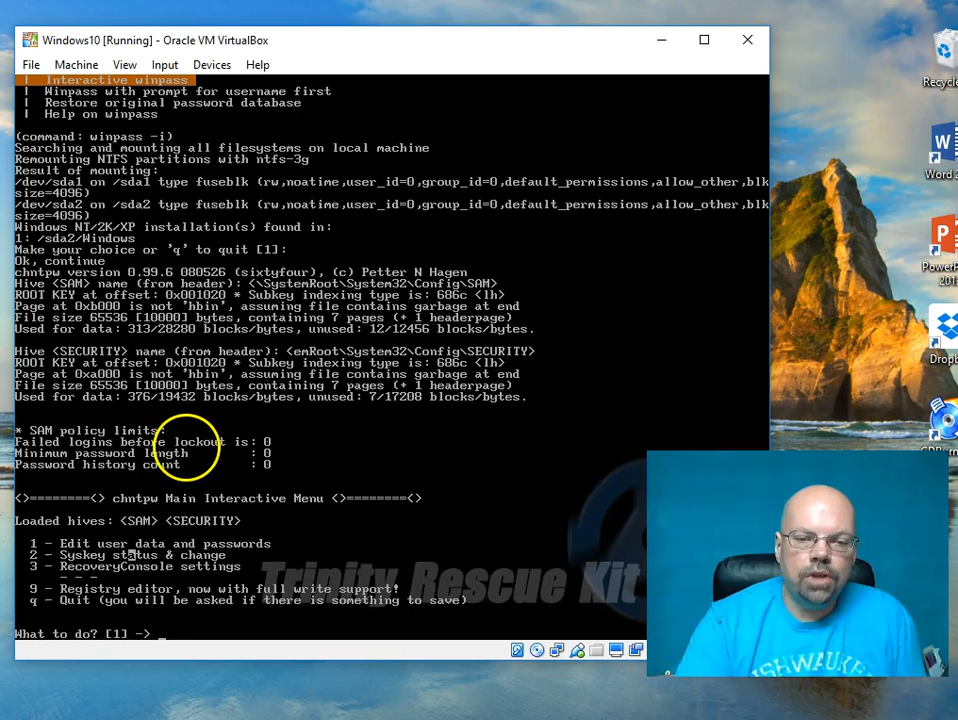 Windows10 [Running] - Oracle VM VirtualBox
File Machine View Input Devices Help
| Interactive winpass
| Winpass with prompt for username first
| Restore original password database
| Help on winpass
(command: winpass -i)
Searching and mounting all filesystems on local machine
Remounting NTFS partitions with ntfs-3g
Result of mounting:
/dev/sda1 on /sda1 type fuseblk (rw,noatime,user_id=0,group_id=0,default_permissions,allow_other,blk
size=4096)
/dev/sda2 on /sda2 type fuseblk (rw,noatime,user_id=0,group_id=0,default_permissions,allow_other,blk
size=4096)
Windows NT/2K/XP installation(s) found in:
1: /sda2/Windows
Make your choice or 'q' to quit [1]:
Ok, continue
chntpw version 0.99.6 080526 (sixtyfour), (c) Petter N Hagen
Hive <SAM> name (from header): <\SystemRoot\System32\Config\SAM>
ROOT KEY at offset: 0x001020 * Subkey indexing type is: 686c <lh>
Page at 0xb000 is not 'hbin', assuming file contains garbage at end
File size 65536 [10000] bytes, containing 7 pages (+ 1 headerpage)
Used for data: 313/28280 blocks/bytes, unused: 12/12456 blocks/bytes.
Hive <SECURITY> name (from header): <emRoot\System32\Config\SECURITY>
ROOT KEY at offset: 0x001020 * Subkey indexing type is: 686c <lh>
Page at 0xa000 is not 'hbin', assuming file contains garbage at end
File size 65536 [10000] bytes, containing 7 pages (+ 1 headerpage)
Used for data: 376/19432 blocks/bytes, unused: 7/17208 blocks/bytes.
* SAM policy limits:
Failed logins before lockout is: 0
Minimum password length : 0
Password history count : 0
<>========<> chntpw Main Interactive Menu <>========<>
Loaded hives: <SAM> <SECURITY>
1 - Edit user data and passwords
2 - Syskey status & change
3 - RecoveryConsole settings
- - -
9 - Registry editor, now with full write support!
q - Quit (you will be asked if there is something to save)
Trinity Rescue Kit
What to do? [1] -> _
Recycle
Word 2
PowerP
201
Dropb